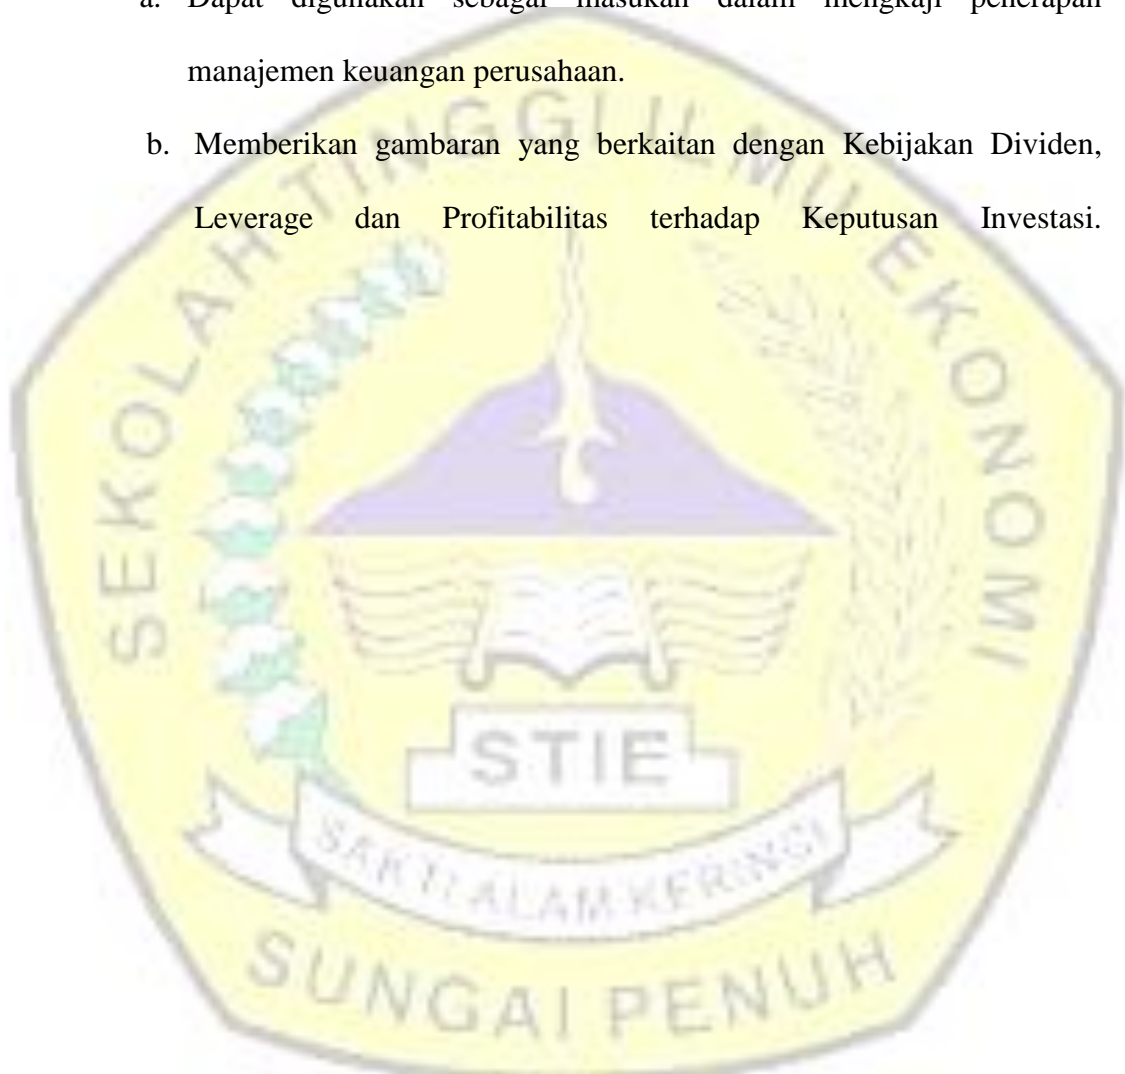 a. Dapat digunakan sebagai masukan dalam mengkaji penerapan
manajemen keuangan perusahaan.
b. Memberikan gambaran yang berkaitan dengan Kebijakan Dividen,
Leverage dan Profitabilitas terhadap Keputusan Investasi.
SEKOLAH TINGGI ILMU EKONOMI
STIE
SAKTI ALAM KERINCI
SUNGAI PENUH